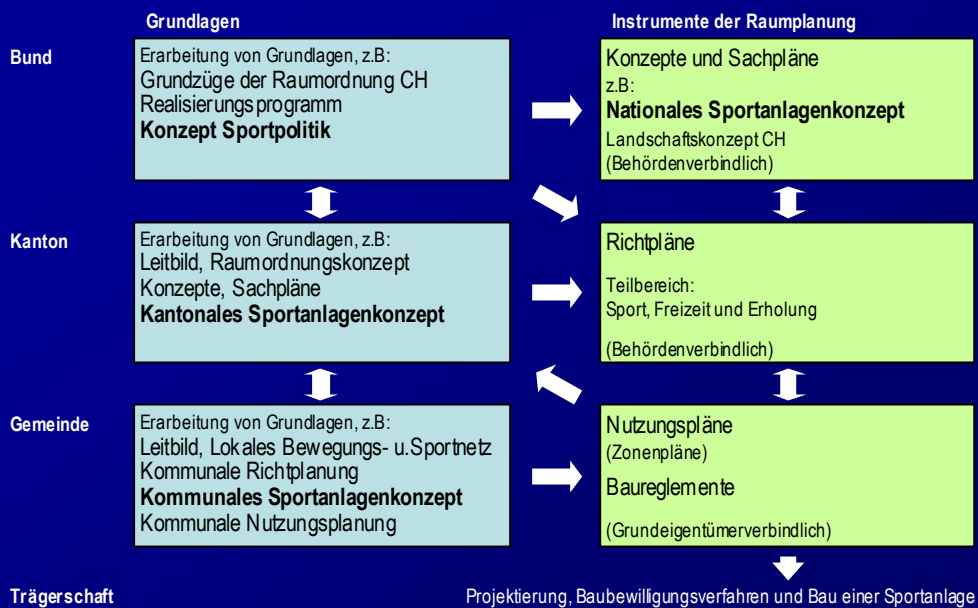 Grundlagen
Instrumente der Raumplanung
Bund
Erarbeitung von Grundlagen, z.B:
Grundzüge der Raumordnung CH
Realisierungsprogramm
Konzept Sportpolitik
Konzepte und Sachpläne
z.B:
Nationales Sportanlagenkonzept
Landschaftskonzept CH
(Behördenverbindlich)
Kanton
Erarbeitung von Grundlagen, z.B:
Leitbild, Raumordnungskonzept
Konzepte, Sachpläne
Kantonales Sportanlagenkonzept
Richtpläne
Teilbereich:
Sport, Freizeit und Erholung
(Behördenverbindlich)
Gemeinde
Erarbeitung von Grundlagen, z.B:
Leitbild, Lokales Bewegungs- u.Sportnetz
Kommunale Richtplanung
Kommunales Sportanlagenkonzept
Kommunale Nutzungsplanung
Nutzungspläne
(Zonenpläne)
Baureglemente
(Grundeigentümerverbindlich)
Trägerschaft
Projektierung, Baubewilligungsverfahren und Bau einer Sportanlage